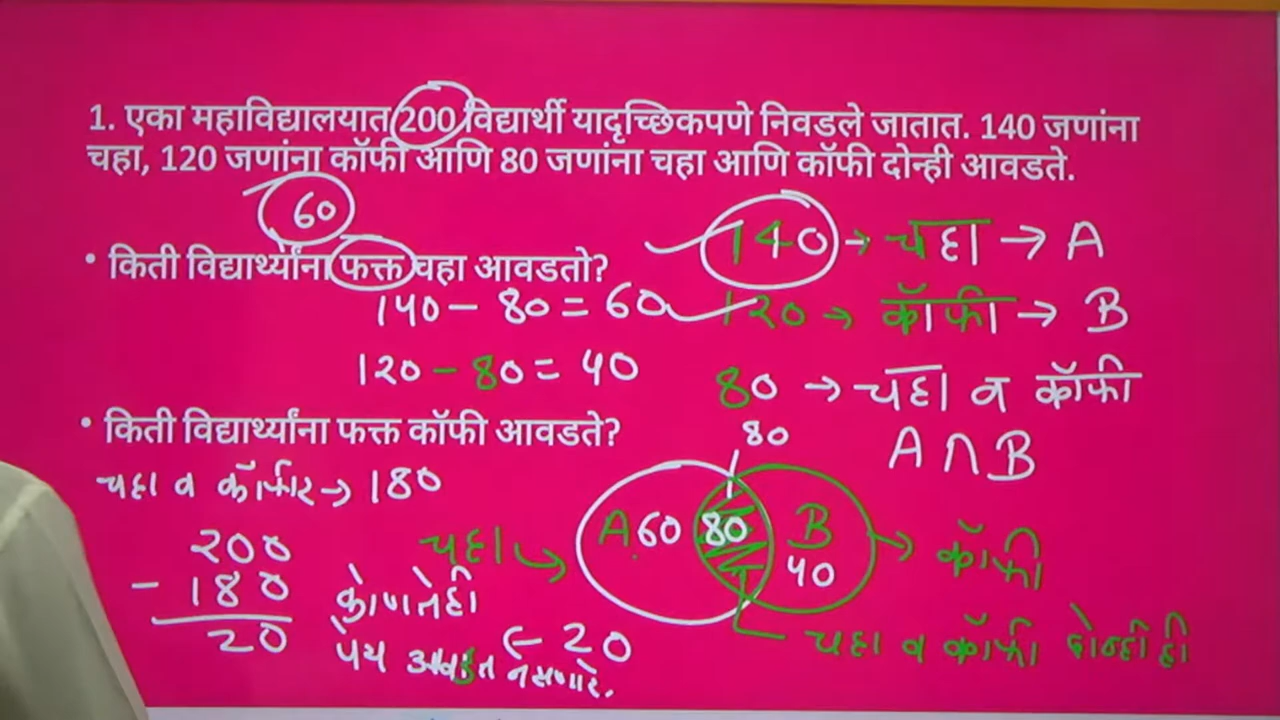 1. एका महाविद्यालयात 200 विद्यार्थी यादृच्छिकपणे निवडले जातात. 140 जणांना
चहा, 120 जणांना कॉफी आणि 80 जणांना चहा आणि कॉफी दोन्ही आवडते.
60
• किती विद्यार्थ्यांना फक्त चहा आवडतो?
140 – 80 = 60
120 – 80 = 40
140 → चहा → A
120 → कॉफी → B
80 → चहा व कॉफी
A ∩ B
• किती विद्यार्थ्यांना फक्त कॉफी आवडते?
चहा व कॉफी → 180
200
– 180
20
कोणतेही
पेय आवडत नसणारे.
← 20
80
चहा
A 60 80 B
40
→ कॉफी
चहा व कॉफी दोन्ही ही